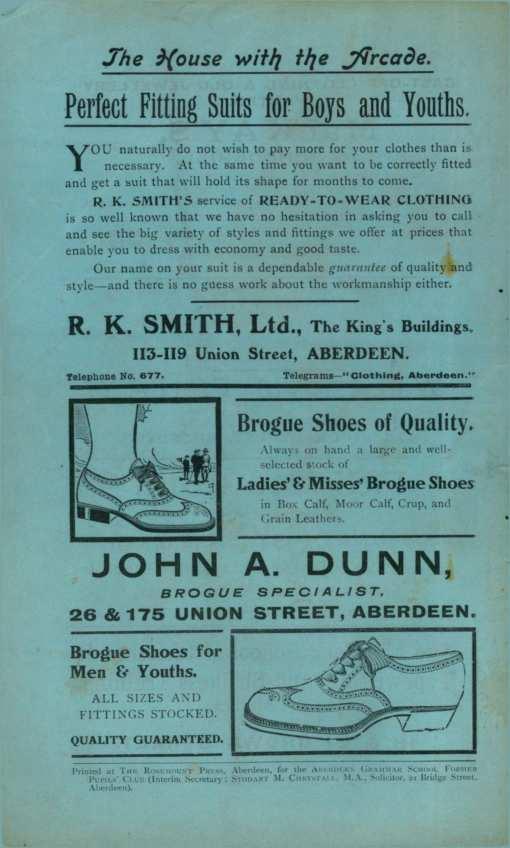 The House with the Arcade.
Perfect Fitting Suits for Boys and Youths.
YOU naturally do not wish to pay more for your clothes than is
necessary. At the same time you want to be correctly fitted
and get a suit that will hold its shape for months to come.
R. K. SMITH'S service of READY-TO-WEAR CLOTHING
is so well known that we have no hesitation in asking you to call
and see the big variety of styles and fittings we offer at prices that
enable you to dress with economy and good taste.
Our name on your suit is a dependable guarantee of quality and
style—and there is no guess work about the workmanship either.
R. K. SMITH, Ltd., The King's Buildings,
113-119 Union Street, ABERDEEN.
Telephone No. 677. Telegrams—"Clothing, Aberdeen."
Brogue Shoes of Quality.
Always on hand a large and well-
selected stock of
Ladies' & Misses' Brogue Shoes
in Box Calf, Moor Calf, Crup, and
Grain Leathers.
JOHN A. DUNN,
BROGUE SPECIALIST,
26 & 175 UNION STREET, ABERDEEN.
Brogue Shoes for
Men & Youths.
ALL SIZES AND
FITTINGS STOCKED.
QUALITY GUARANTEED.
Printed at THE ROSEMOUNT PRESS, Aberdeen, for the ABERDEEN GRAMMAR SCHOOL FORMER
PUPILS' CLUB (Interim Secretary: STODART M. CHRYSTALL, M.A., Solicitor, 21 Bridge Street,
Aberdeen).